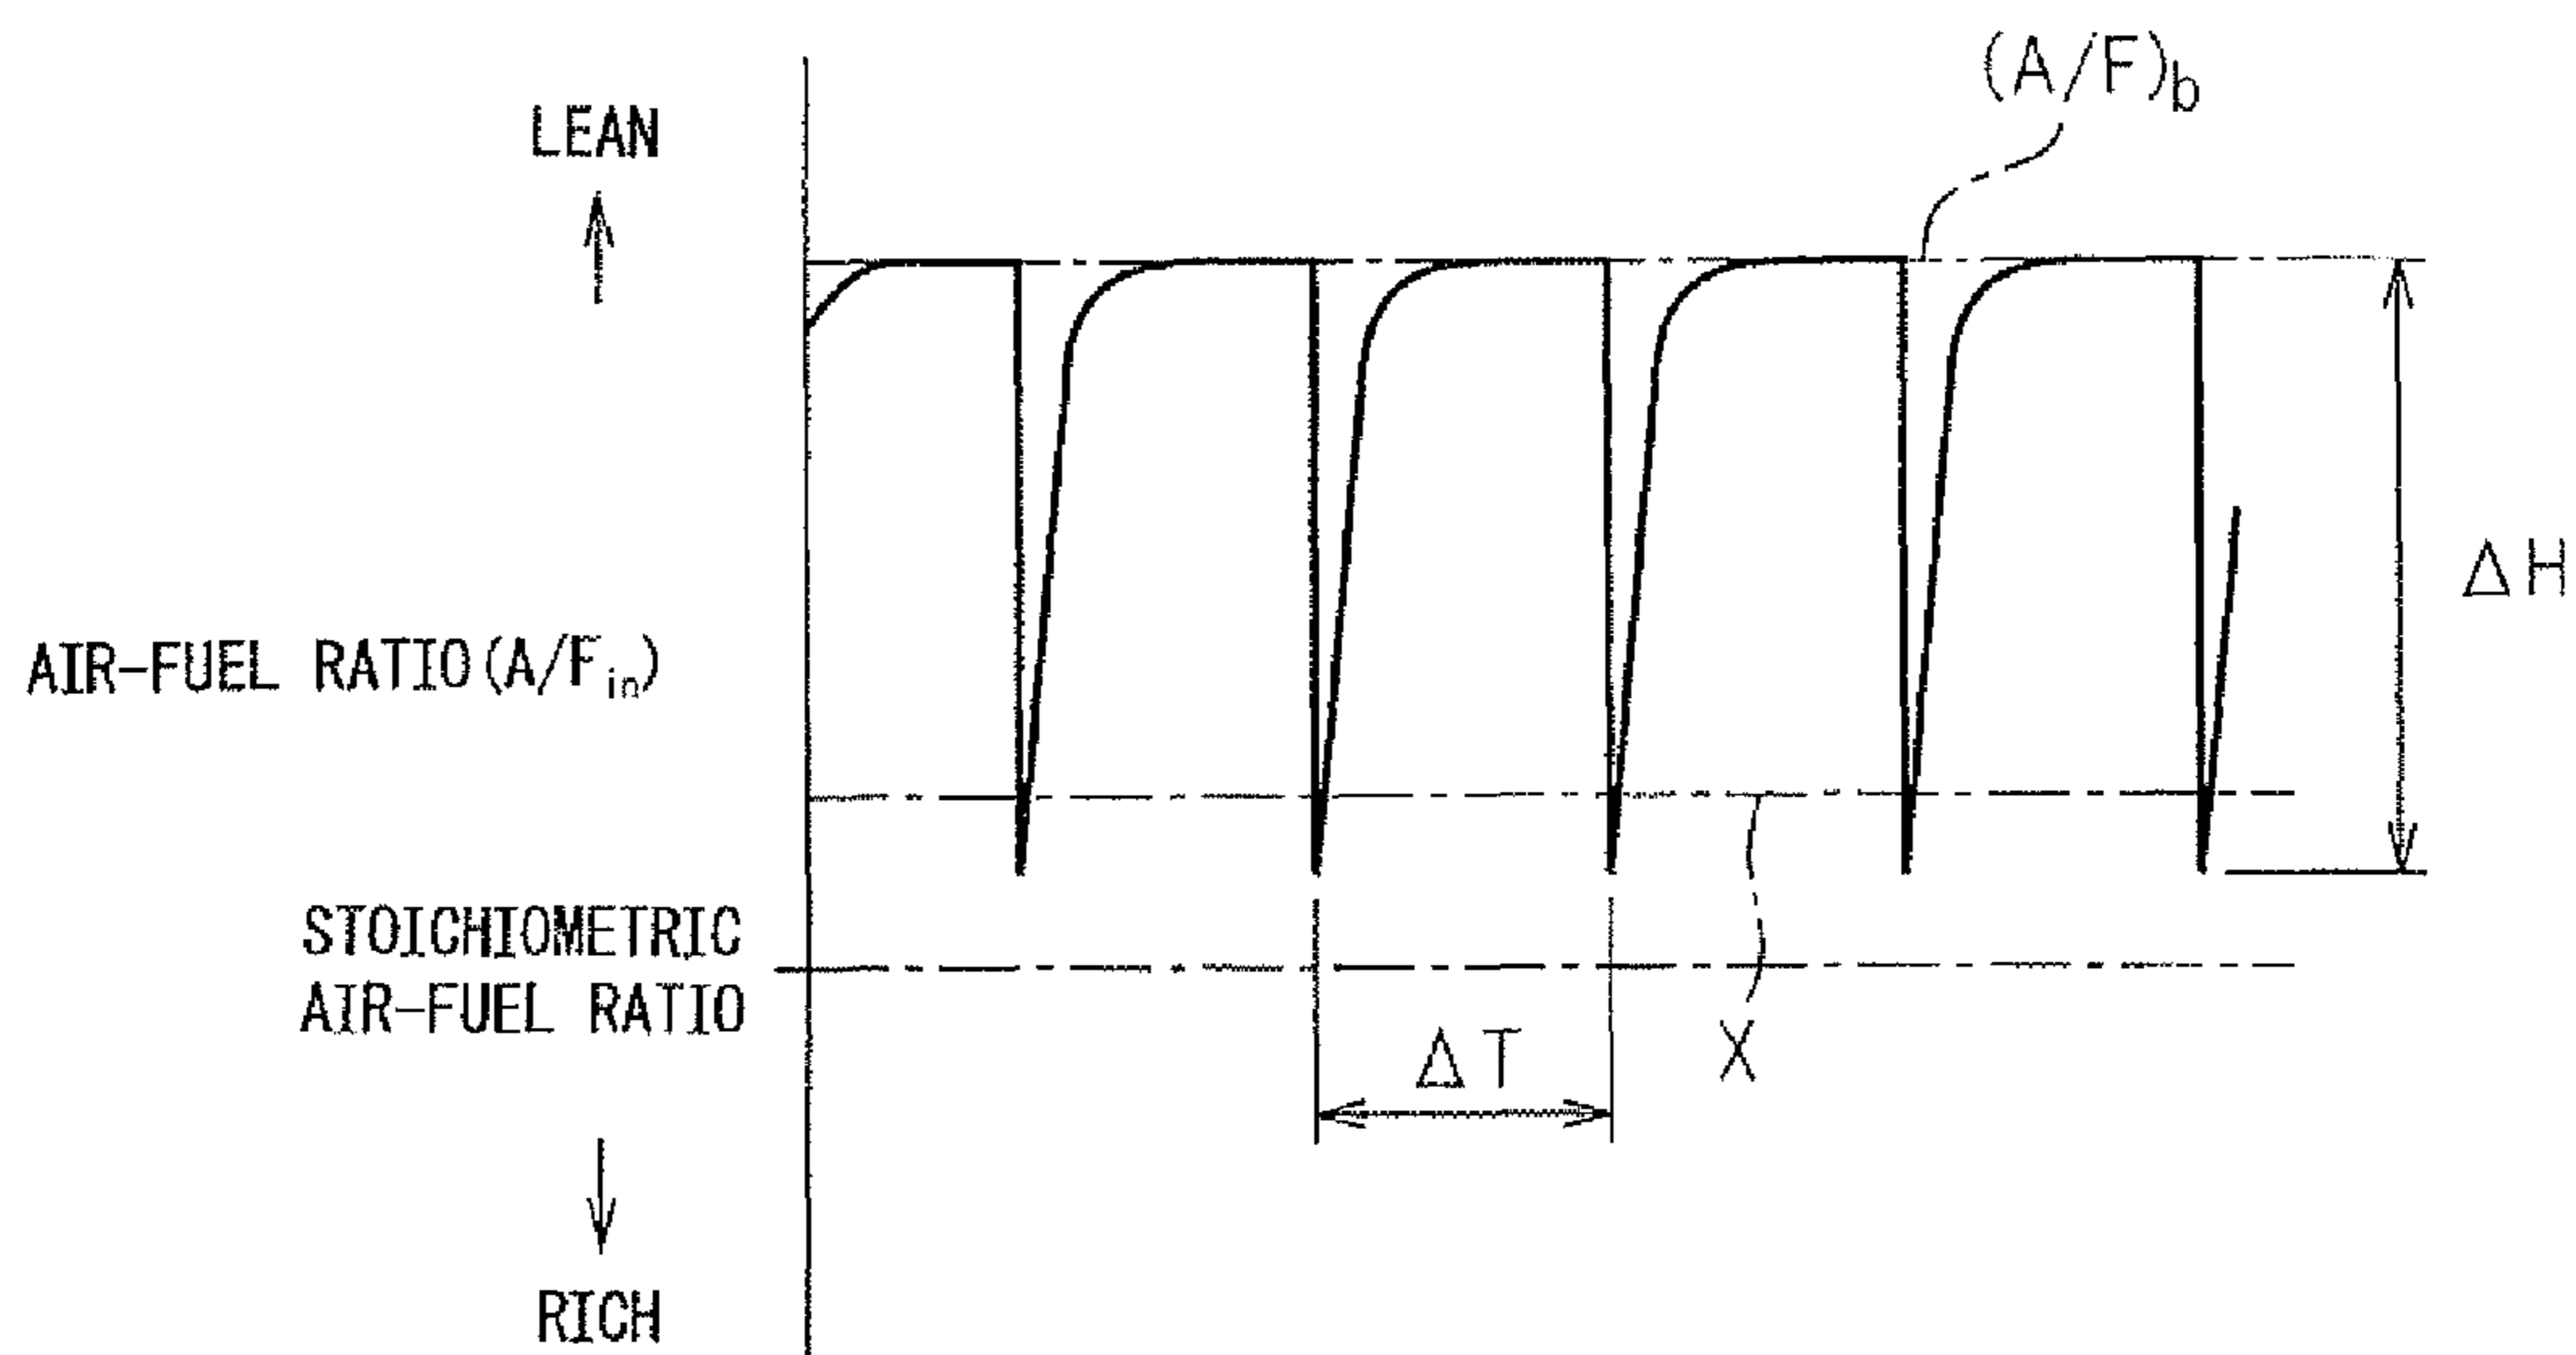 (A/F)b
LEAN
ΔH
AIR-FUEL RATIO(A/Fin)
STOICHIOMETRIC
AIR-FUEL RATIO
ΔT
X
RICH